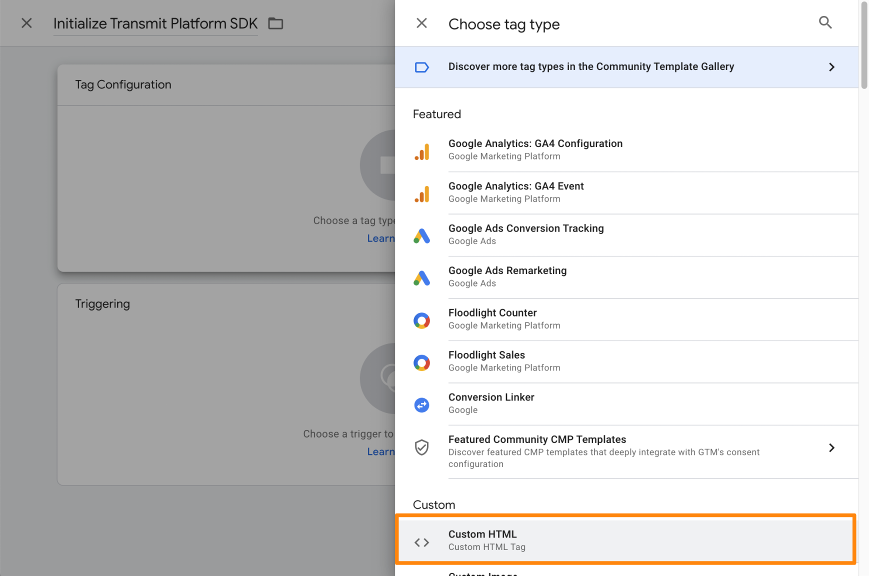 Initialize Transmit Platform SDK
Tag Configuration
Choose a tag type
Learn
Triggering
Choose a trigger to
Learn
Choose tag type
Discover more tag types in the Community Template Gallery
Featured
Google Analytics: GA4 Configuration
Google Marketing Platform
Google Analytics: GA4 Event
Google Marketing Platform
Google Ads Conversion Tracking
Google Ads
Google Ads Remarketing
Google Ads
Floodlight Counter
Google Marketing Platform
Floodlight Sales
Google Marketing Platform
Conversion Linker
Google
Featured Community CMP Templates
Discover featured CMP templates that deeply integrate with GTM's consent
configuration
Custom
Custom HTML
Custom HTML Tag
Custom Image